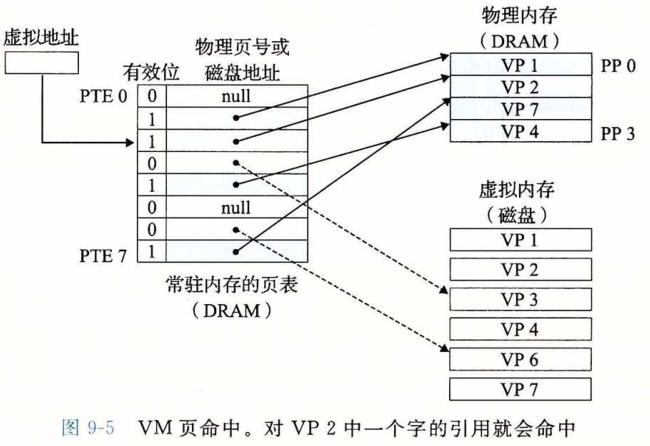 虚拟地址
物理页号或
有效位 磁盘地址
PTE 0 0 null
1
1
0
1
0 null
0
PTE 7 1
常驻内存的页表
(DRAM)
物理内存
(DRAM)
VP 1 PP 0
VP 2
VP 7
VP 4 PP 3
虚拟内存
(磁盘)
VP 1
VP 2
VP 3
VP 4
VP 6
VP 7
图 9-5 VM 页命中。对 VP 2 中一个字的引用就会命中